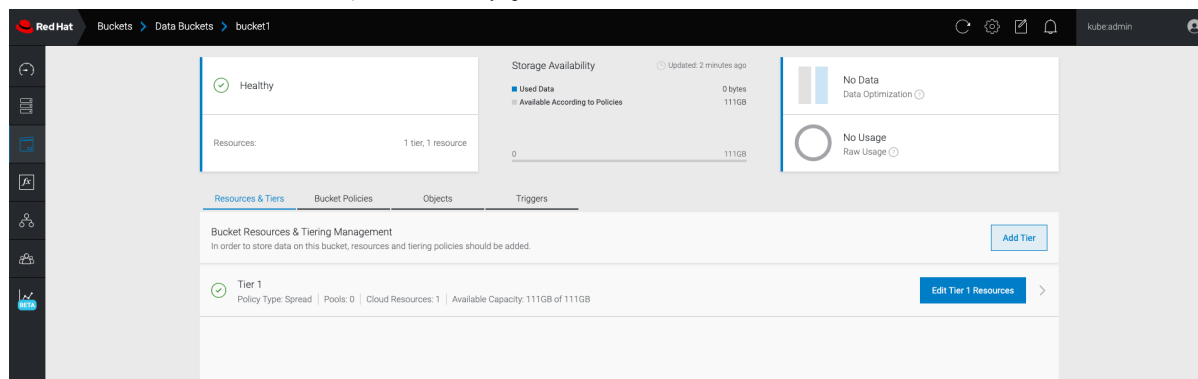 Red Hat Buckets > Data Buckets > bucket1 kube:admin
Healthy
Resources: 1 tier, 1 resource
Storage Availability Updated: 2 minutes ago
Used Data 0 bytes
Available According to Policies 111GB
0 111GB
No Data
Data Optimization ?
No Usage
Raw Usage ?
Resources & Tiers Bucket Policies Objects Triggers
Bucket Resources & Tiering Management
In order to store data on this bucket, resources and tiering policies should be added.
Add Tier
Tier 1
Policy Type: Spread | Pools: 0 | Cloud Resources: 1 | Available Capacity: 111GB of 111GB
Edit Tier 1 Resources
fx
BETA